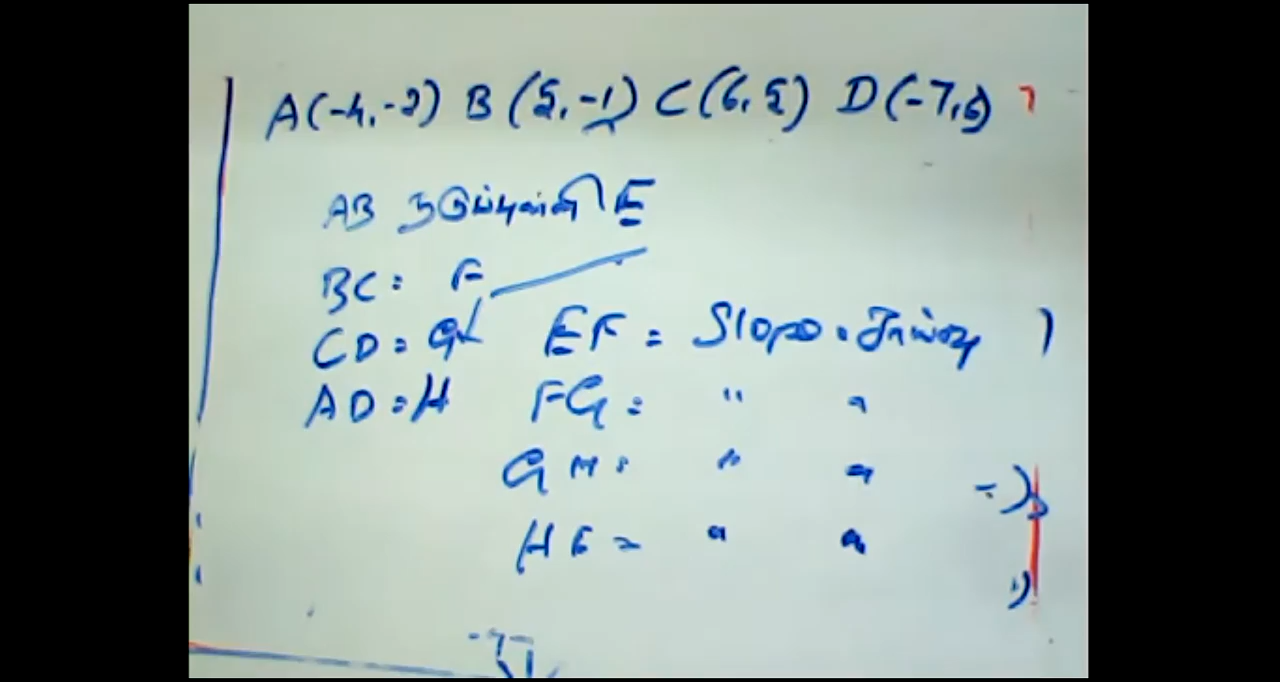 A(-4,-2) B(5,-1) C(6,5) D(-7,6)
AB நடுப்புள்ளி E
BC = F
CD = G EF = Slope = சாய்வு
AD = H FG = " "
GH = " "
HE = " "